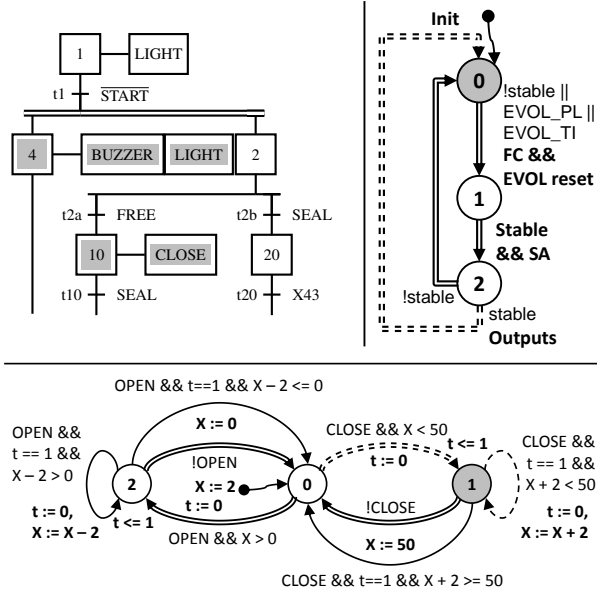 1
LIGHT
t1
START
4
BUZZER
LIGHT
2
t2a
FREE
t2b
SEAL
10
CLOSE
20
t10
SEAL
t20
X43
Init
0
!stable ||
EVOL_PL ||
EVOL_TI
FC &&
EVOL reset
1
Stable
&& SA
2
!stable
stable
Outputs
OPEN && t==1 && X – 2 <= 0
X := 0
OPEN &&
t == 1 &&
X – 2 > 0
t := 0,
X := X – 2
2
t <= 1
!OPEN
X := 2
t := 0
0
OPEN && X > 0
CLOSE && X < 50
t := 0
t <= 1
1
!CLOSE
X := 50
CLOSE && t==1 && X + 2 >= 50
CLOSE &&
t == 1 &&
X + 2 < 50
t := 0,
X := X + 2